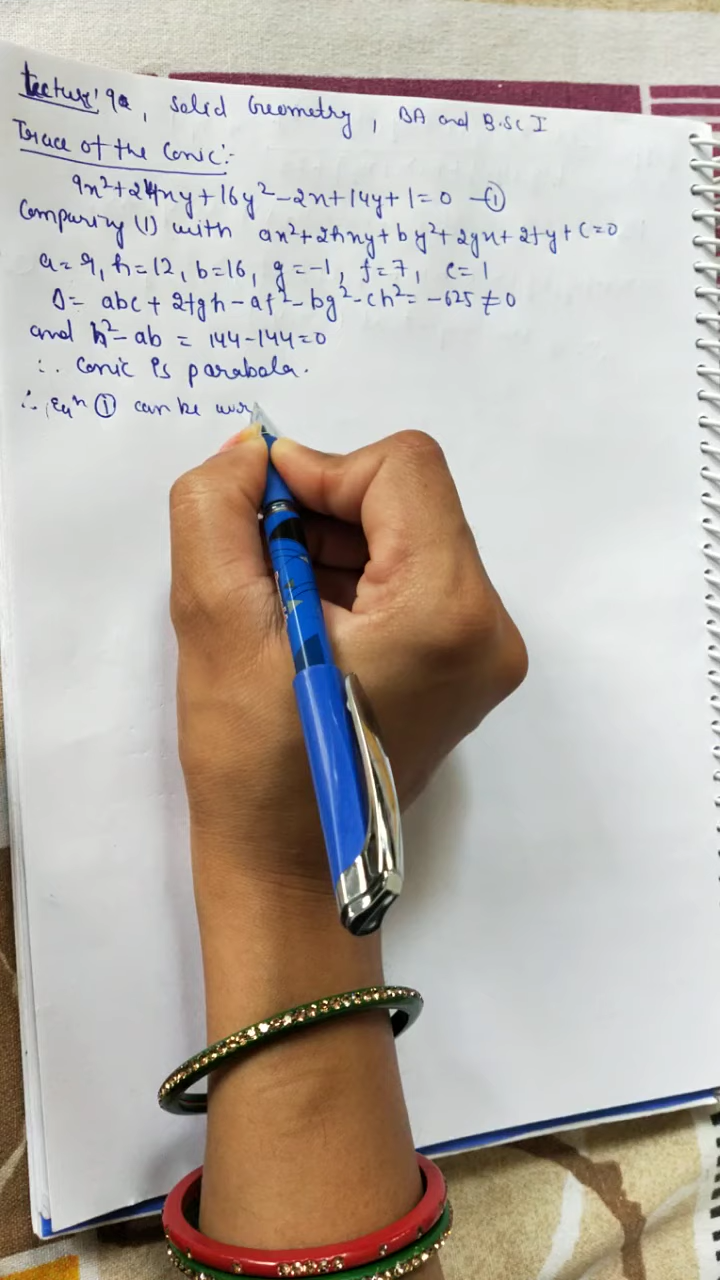 Lecture: 9a, Solid Geometry, BA and B.Sc I
Trace of the Conic:-
9x²+24xy+16y²-2x+14y+1=0 -①
Comparing (1) with ax²+2hxy+by²+2gx+2fy+c=0
a=9, h=12, b=16, g=-1, f=7, c=1
Δ= abc+2fgh-af²-bg²-ch²= -625≠0
and h²-ab = 144-144=0
∴ Conic is parabola.
∴ Eqⁿ ① can be wri